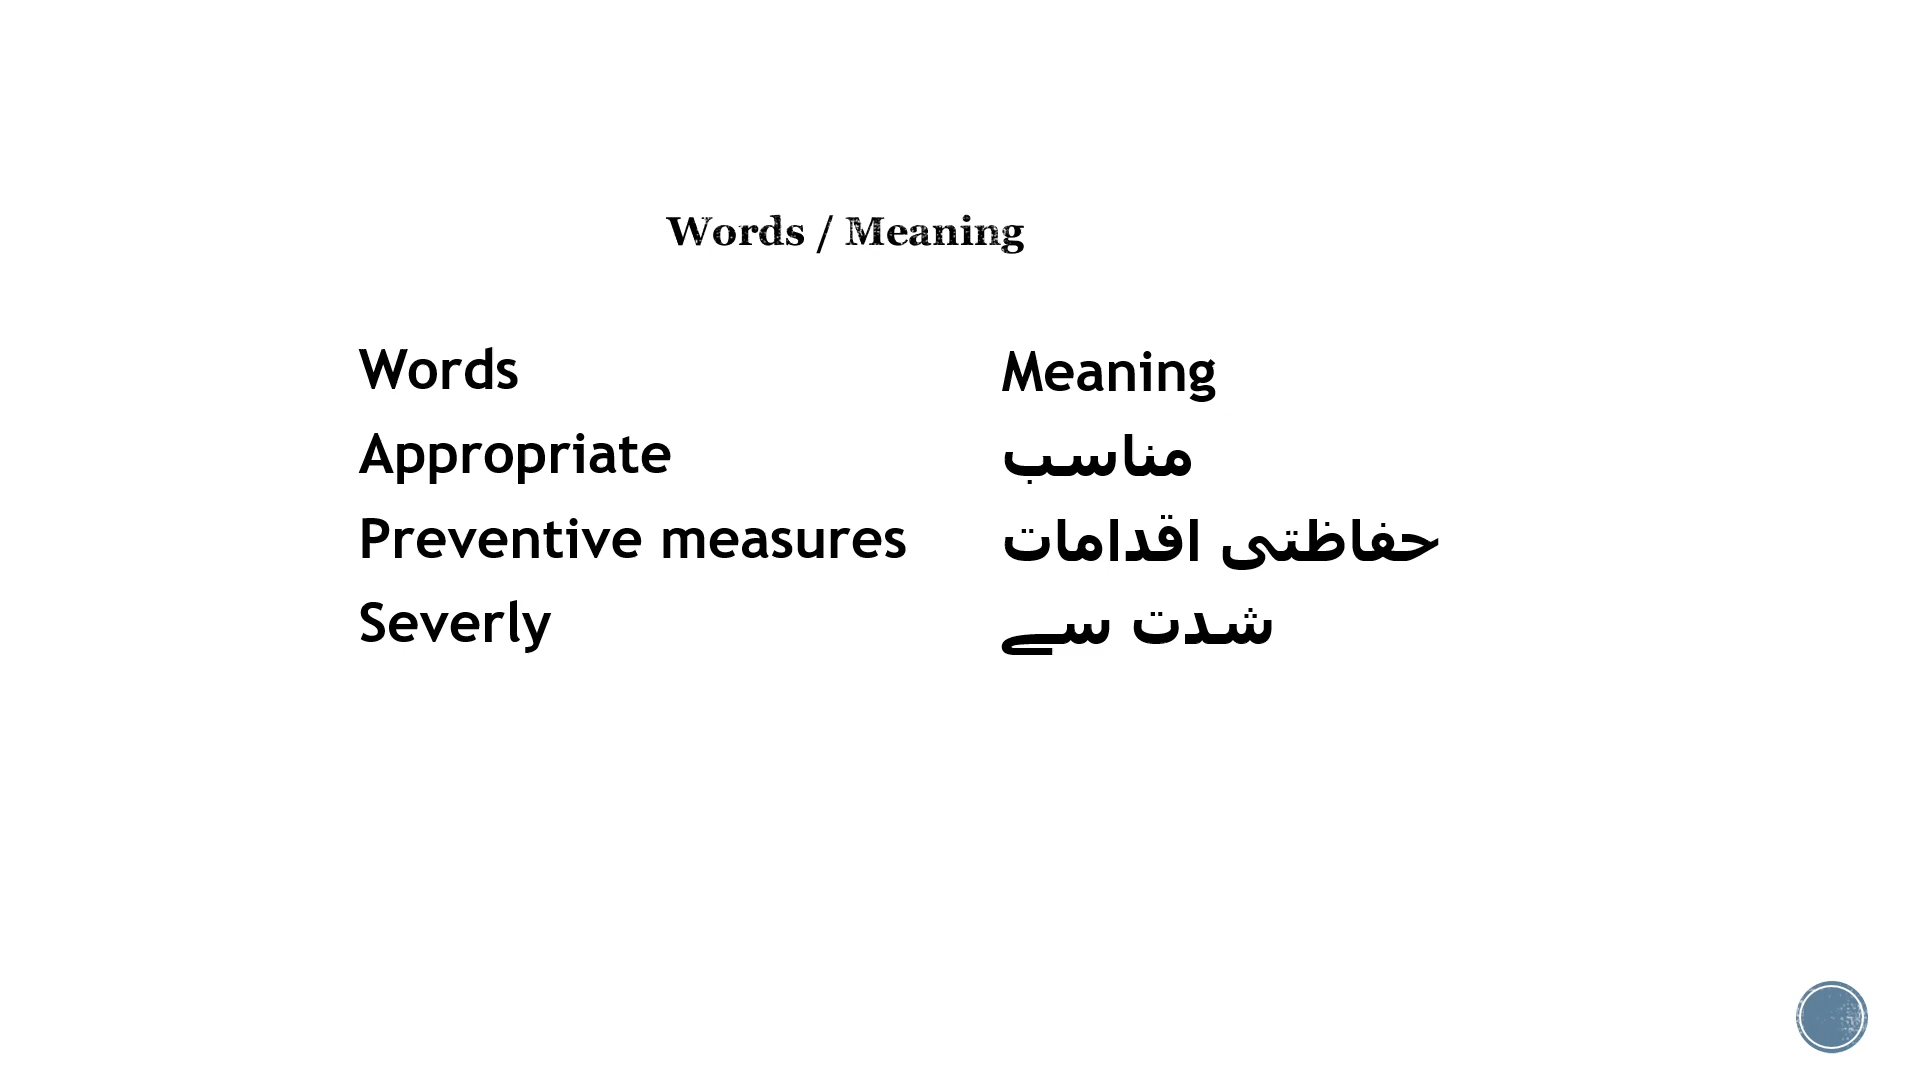 Words / Meaning
Words Meaning
Appropriate مناسب
Preventive measures حفاظتی اقدامات
Severly شدت سے